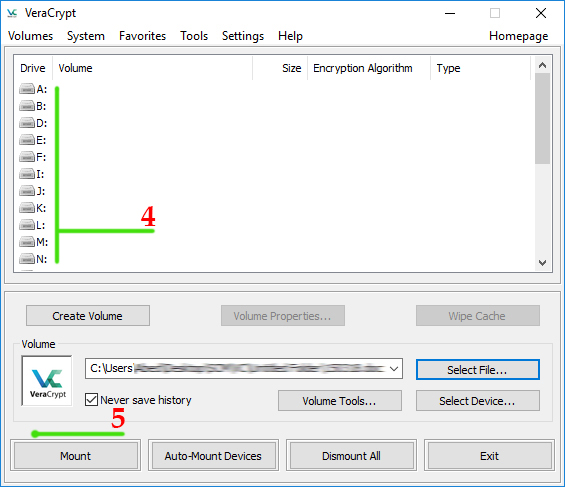 VeraCrypt
Volumes System Favorites Tools Settings Help Homepage
Drive Volume Size Encryption Algorithm Type
A:
B:
D:
E:
F:
I:
J:
K:
L:
M:
N:
4
Create Volume Volume Properties... Wipe Cache
Volume
VeraCrypt
C:\Users
Select File...
Never save history
Volume Tools... Select Device...
5
Mount Auto-Mount Devices Dismount All Exit